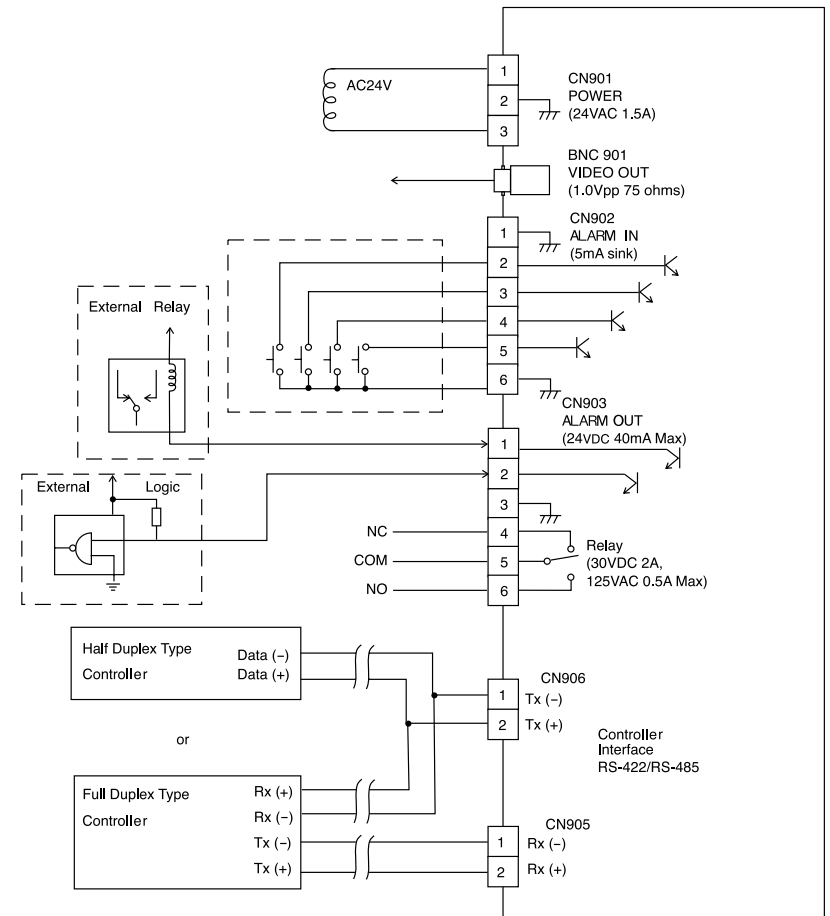 AC24V
1
2
3
CN901
POWER
(24VAC 1.5A)
BNC 901
VIDEO OUT
(1.0Vpp 75 ohms)
CN902
ALARM IN
(5mA sink)
1
2
3
4
5
6
External Relay
CN903
ALARM OUT
(24VDC 40mA Max)
1
2
3
4
5
6
External Logic
NC
COM
NO
Relay
(30VDC 2A,
125VAC 0.5A Max)
Half Duplex Type
Controller
Data (−)
Data (+)
CN906
1 Tx (−)
2 Tx (+)
or
Controller
Interface
RS-422/RS-485
Full Duplex Type
Controller
Rx (+)
Rx (−)
Tx (−)
Tx (+)
CN905
1 Rx (−)
2 Rx (+)